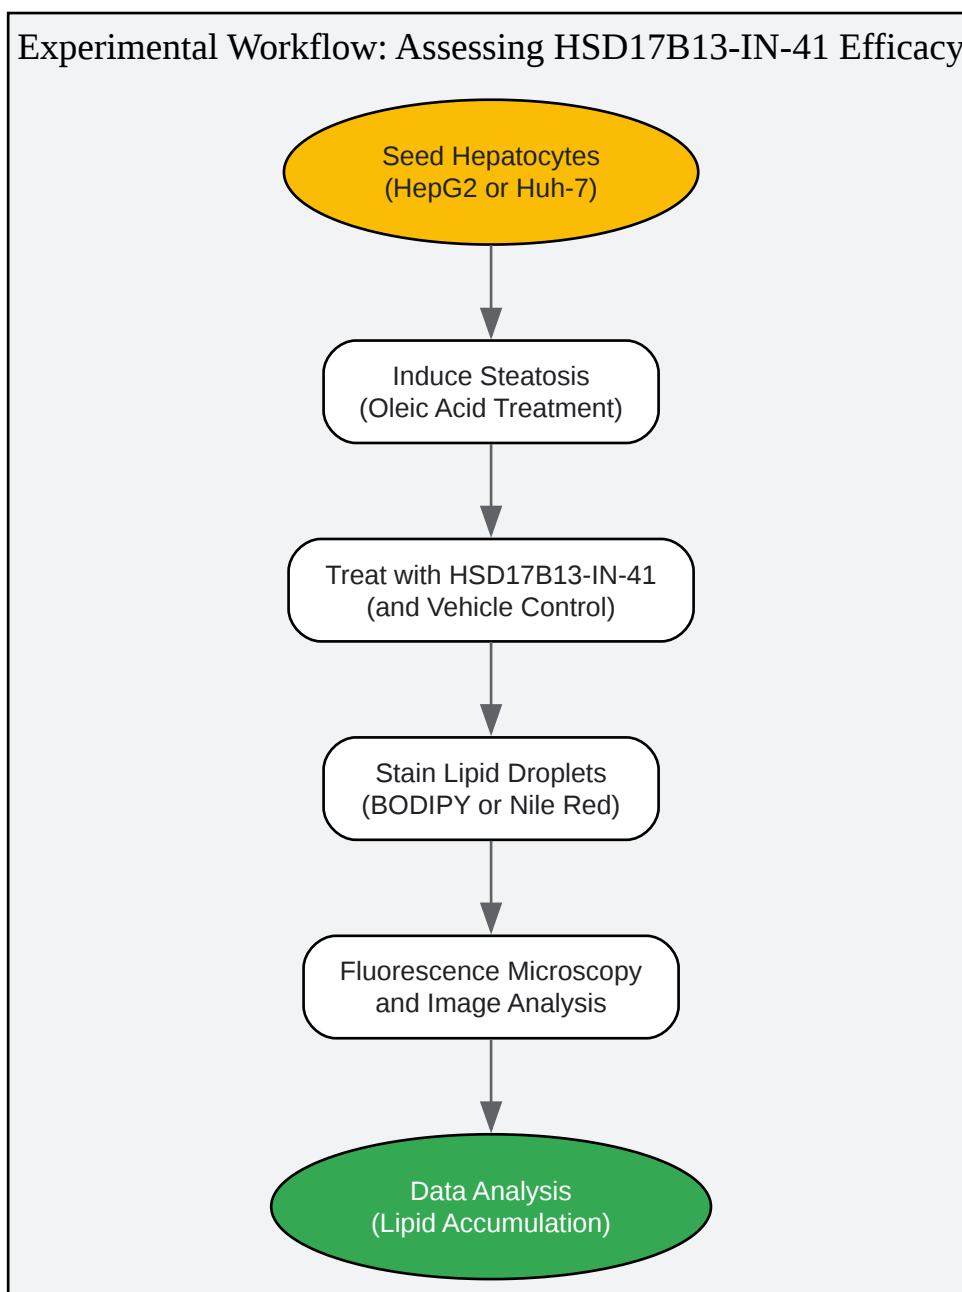 Experimental Workflow: Assessing HSD17B13-IN-41 Efficacy
Seed Hepatocytes
(HepG2 or Huh-7)
Induce Steatosis
(Oleic Acid Treatment)
Treat with HSD17B13-IN-41
(and Vehicle Control)
Stain Lipid Droplets
(BODIPY or Nile Red)
Fluorescence Microscopy
and Image Analysis
Data Analysis
(Lipid Accumulation)